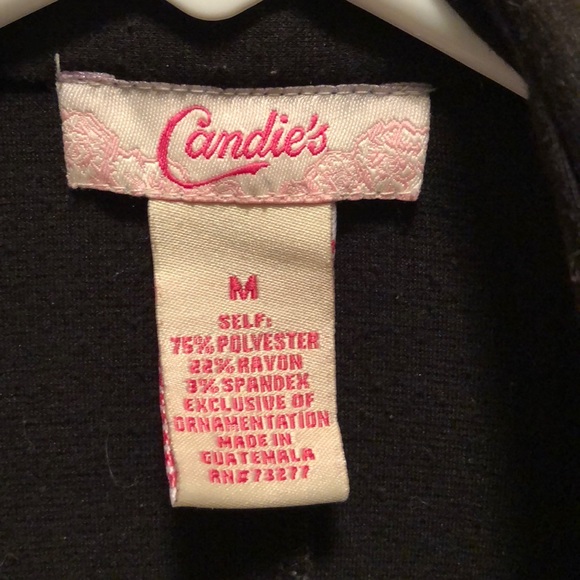 Candie's
M
SELF:
75% POLYESTER
22% RAYON
3% SPANDEX
EXCLUSIVE OF
ORNAMENTATION
MADE IN
GUATEMALA
RN#73277